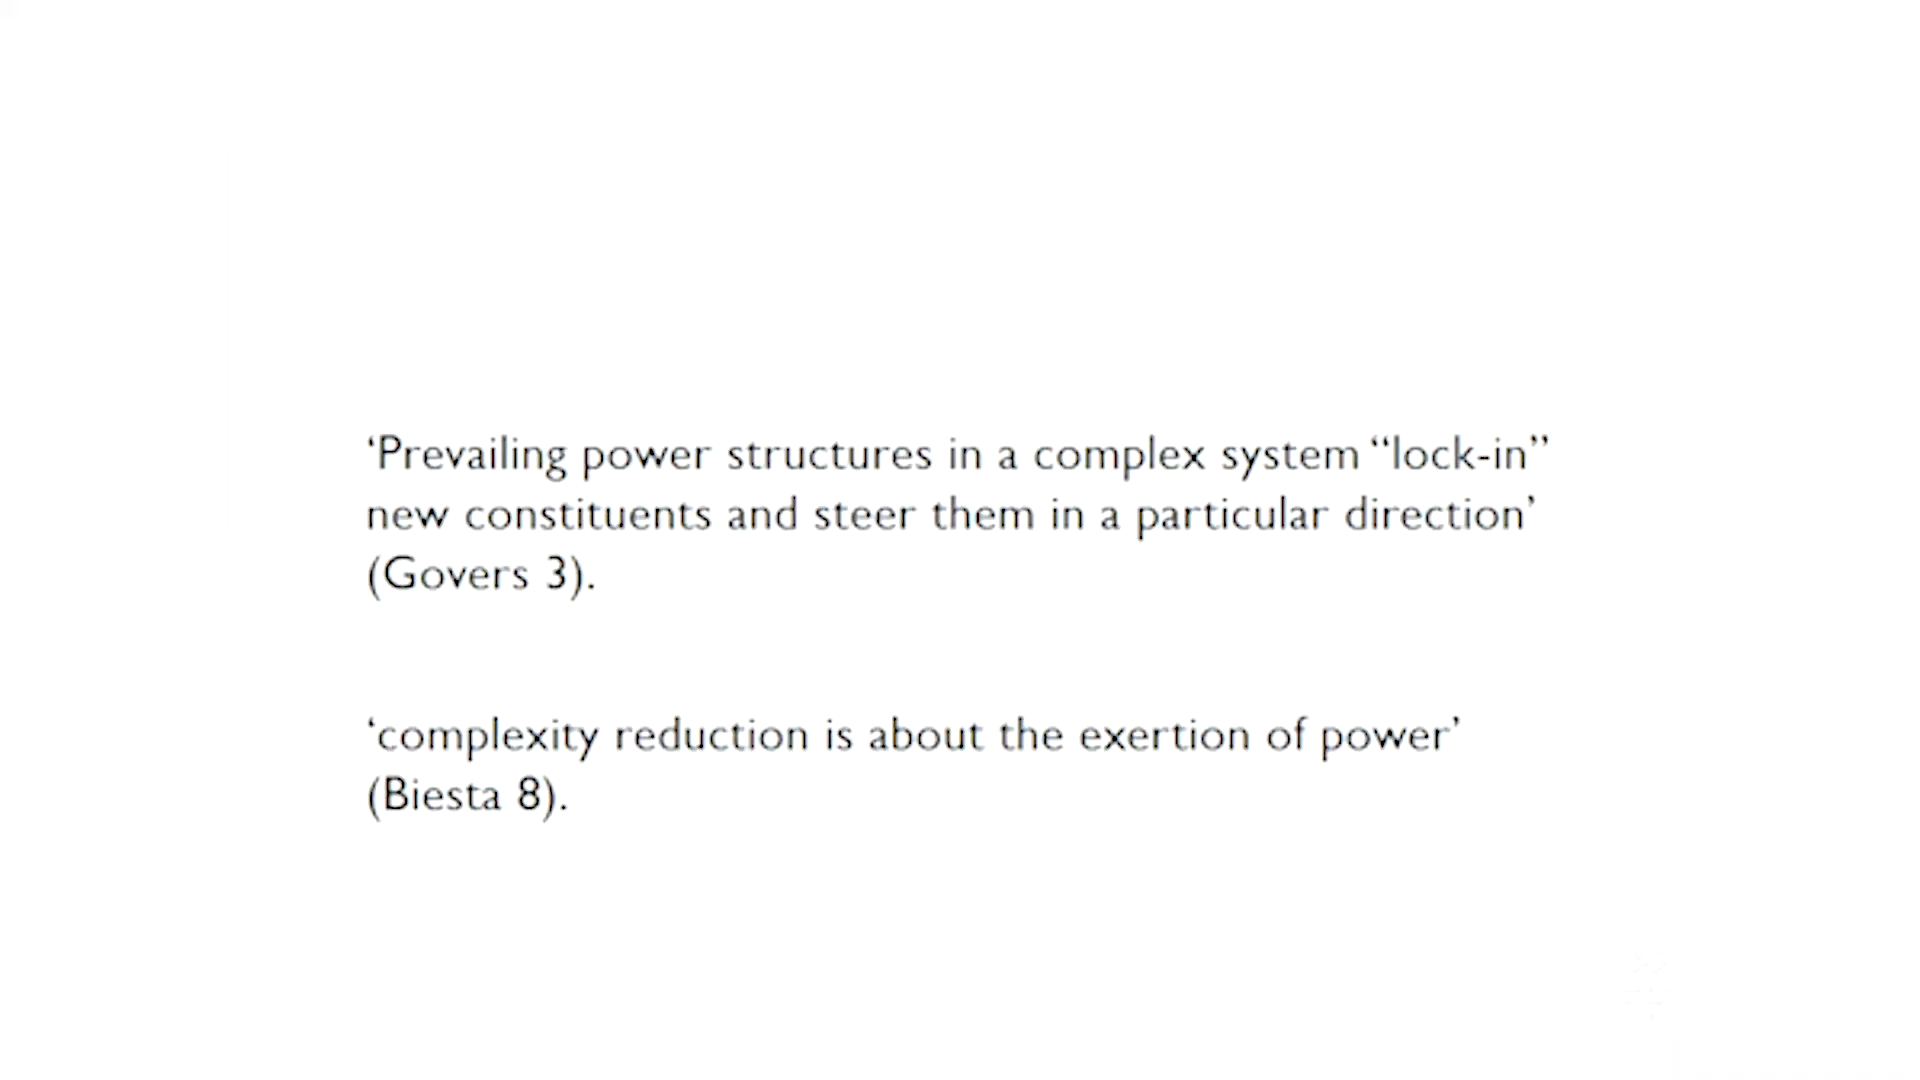 ‘Prevailing power structures in a complex system “lock-in”
new constituents and steer them in a particular direction’
(Govers 3).
‘complexity reduction is about the exertion of power’
(Biesta 8).